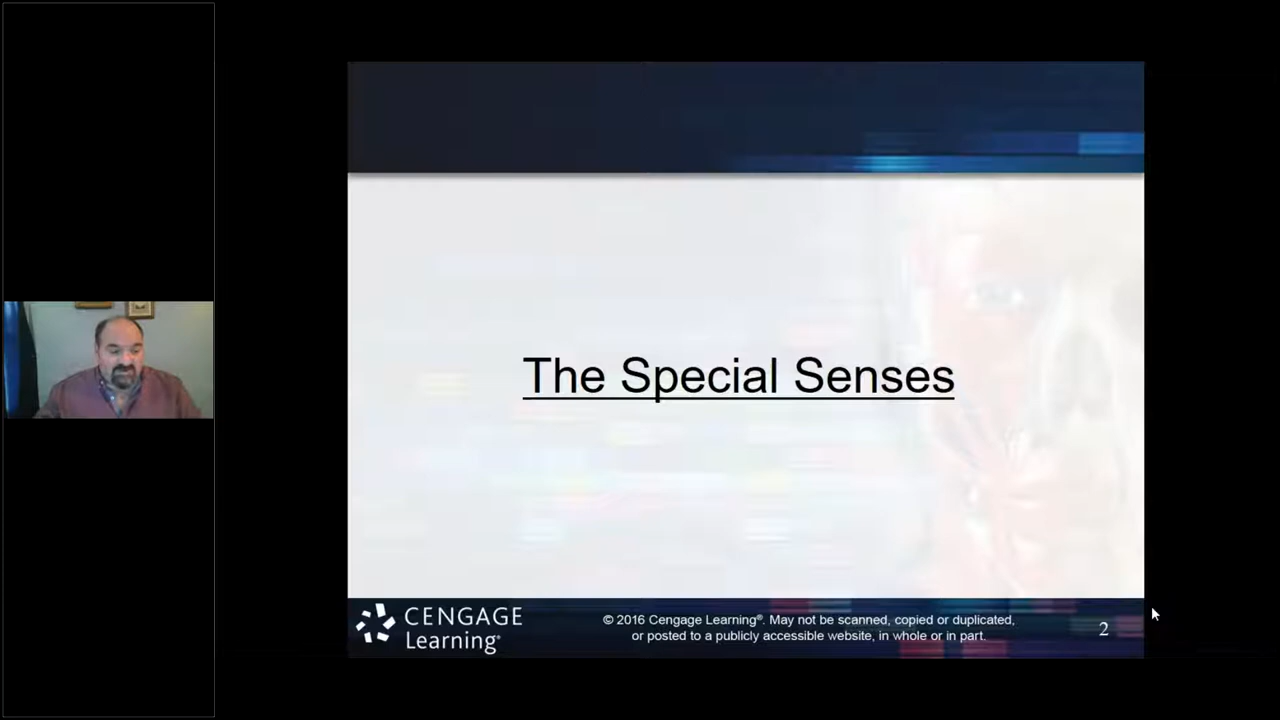 The Special Senses
CENGAGE
Learning®
© 2016 Cengage Learning®. May not be scanned, copied or duplicated,
or posted to a publicly accessible website, in whole or in part.
2